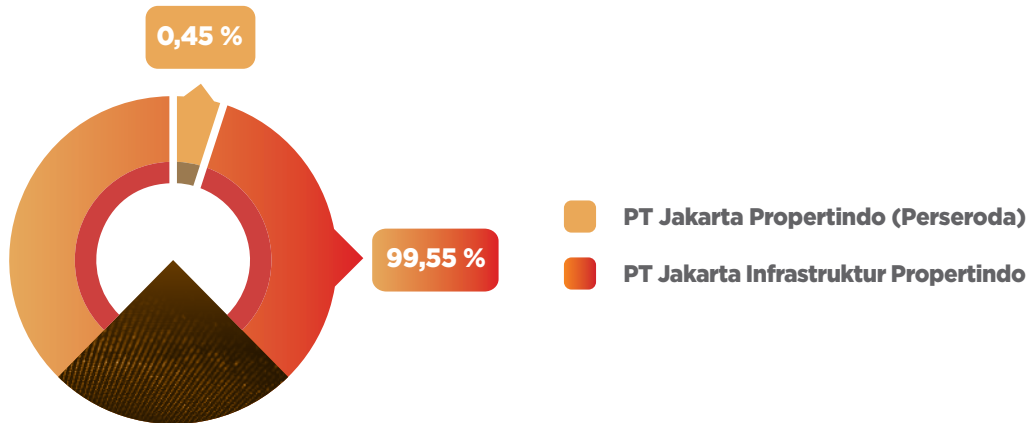 0,45 %
99,55 %
PT Jakarta Propertindo (Perseroda)
PT Jakarta Infrastruktur Propertindo